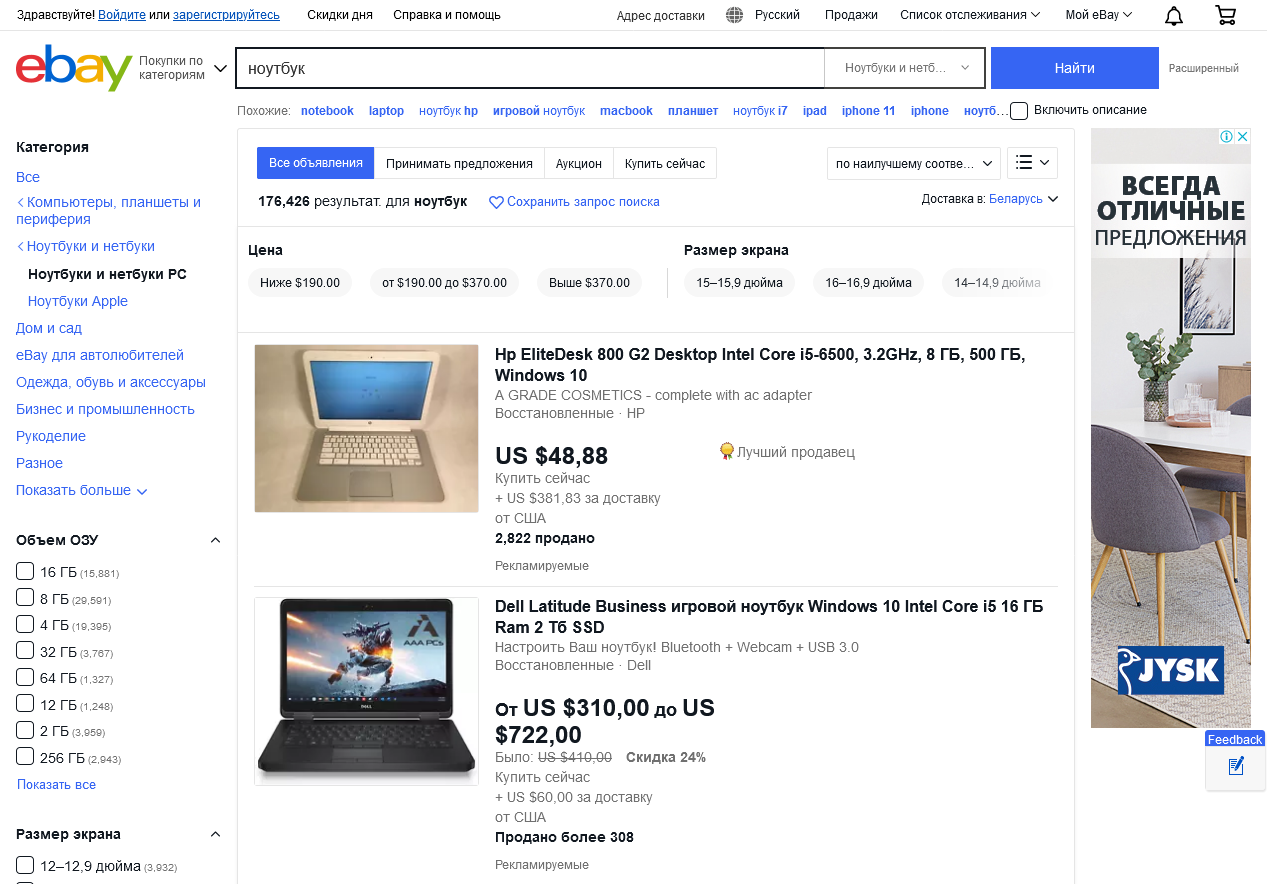 Здравствуйте! Войдите или зарегистрируйтесь
Скидки дня
Справка и помощь
Адрес доставки
Русский
Продажи
Список отслеживания
Мой eBay
ebay
Покупки по
категориям
ноутбук
Ноутбуки и нетб...
Найти
Расширенный
Похожие: notebook laptop ноутбук hp игровой ноутбук macbook планшет ноутбук i7 ipad iphone 11 iphone ноутб...
Включить описание
Категория
Все
Компьютеры, планшеты и
периферия
Ноутбуки и нетбуки
Ноутбуки и нетбуки PC
Ноутбуки Apple
Дом и сад
eBay для автолюбителей
Одежда, обувь и аксессуары
Бизнес и промышленность
Рукоделие
Разное
Показать больше
Объем ОЗУ
16 ГБ (15,881)
8 ГБ (29,591)
4 ГБ (19,395)
32 ГБ (3,767)
64 ГБ (1,327)
12 ГБ (1,248)
2 ГБ (3,959)
256 ГБ (2,943)
Показать все
Размер экрана
12–12,9 дюйма (3,932)
Все объявления
Принимать предложения
Аукцион
Купить сейчас
по наилучшему соотве...
176,426 результат. для ноутбук
Сохранить запрос поиска
Доставка в: Беларусь
Цена
Ниже $190.00
от $190.00 до $370.00
Выше $370.00
Размер экрана
15–15,9 дюйма
16–16,9 дюйма
14–14,9 дюйма
Hp EliteDesk 800 G2 Desktop Intel Core i5-6500, 3.2GHz, 8 ГБ, 500 ГБ,
Windows 10
A GRADE COSMETICS - complete with ac adapter
Восстановленные · HP
US $48,88
Лучший продавец
Купить сейчас
+ US $381,83 за доставку
от США
2,822 продано
Рекламируемые
AAA PCs
DELL
Dell Latitude Business игровой ноутбук Windows 10 Intel Core i5 16 ГБ
Ram 2 Тб SSD
Настроить Ваш ноутбук! Bluetooth + Webcam + USB 3.0
Восстановленные · Dell
От US $310,00 до US
$722,00
Было: US $410,00 Скидка 24%
Купить сейчас
+ US $60,00 за доставку
от США
Продано более 308
Рекламируемые
ВСЕГДА
ОТЛИЧНЫЕ
ПРЕДЛОЖЕНИЯ
JYSK
Feedback